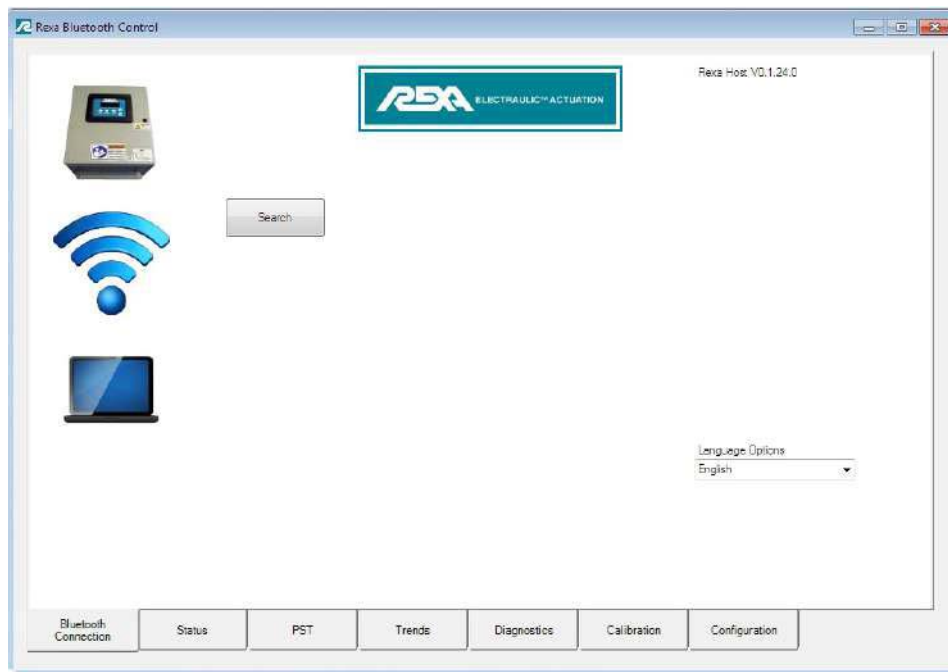 Rexa Bluetooth Control
REXA ELECTRAULIC™ ACTUATION
Rexa Host V0.1.24.0
Search
Language Options
English
Bluetooth
Connection
Status
PST
Trends
Diagnostics
Calibration
Configuration